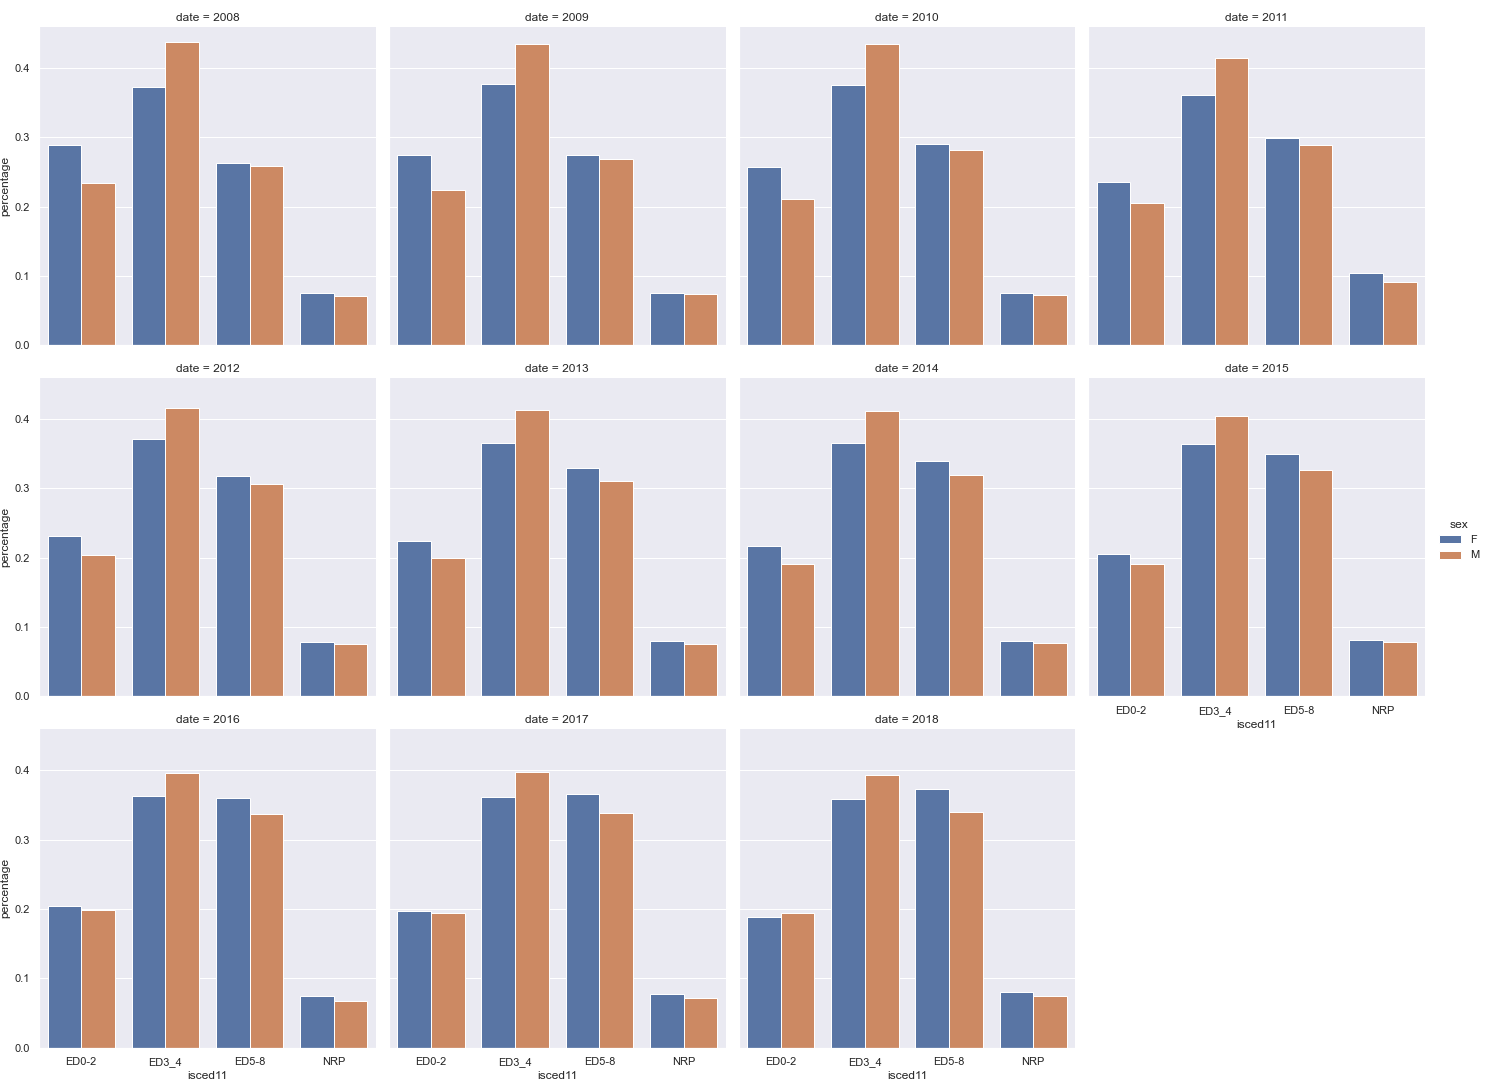 date = 2008
date = 2009
date = 2010
date = 2011
percentage
0.4
0.3
0.2
0.1
0.0
date = 2012
date = 2013
date = 2014
date = 2015
percentage
0.4
0.3
0.2
0.1
0.0
ED0-2 ED3_4 ED5-8 NRP
isced11
sex
F
M
date = 2016
date = 2017
date = 2018
percentage
0.4
0.3
0.2
0.1
0.0
ED0-2 ED3_4 ED5-8 NRP
isced11
ED0-2 ED3_4 ED5-8 NRP
isced11
ED0-2 ED3_4 ED5-8 NRP
isced11